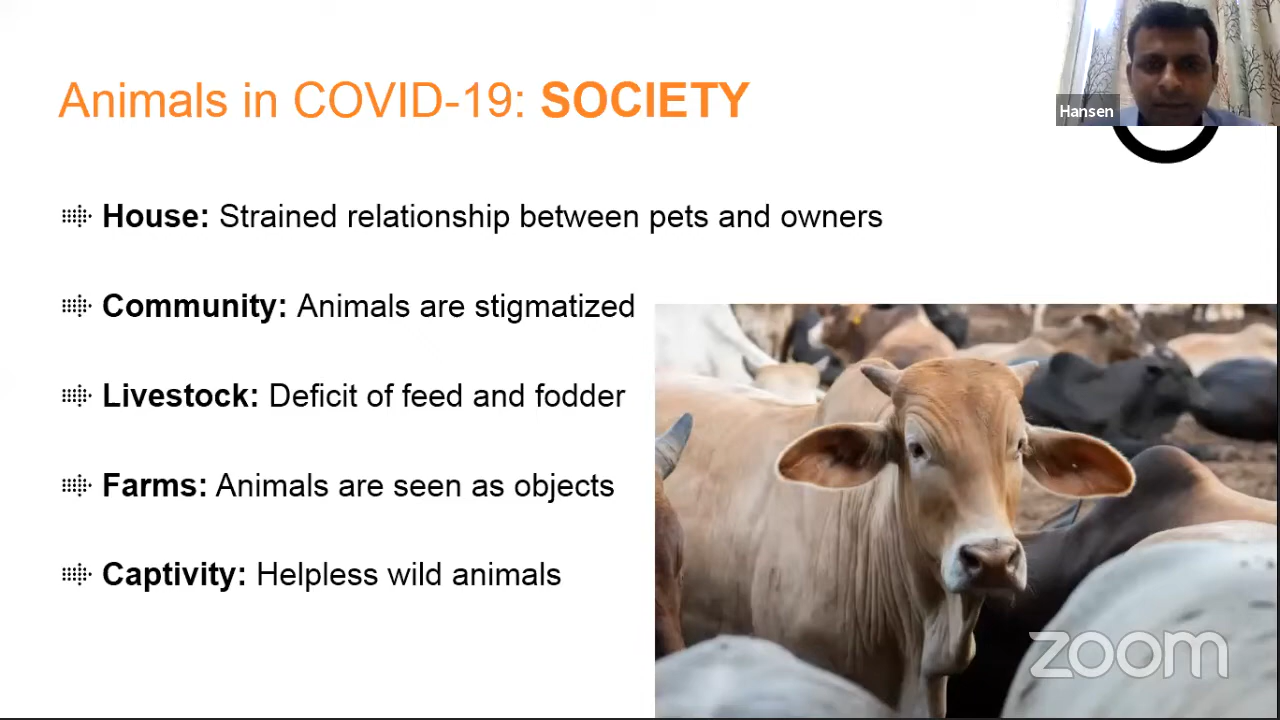 Animals in COVID-19: SOCIETY
Hansen
House: Strained relationship between pets and owners
Community: Animals are stigmatized
Livestock: Deficit of feed and fodder
Farms: Animals are seen as objects
Captivity: Helpless wild animals
zoom